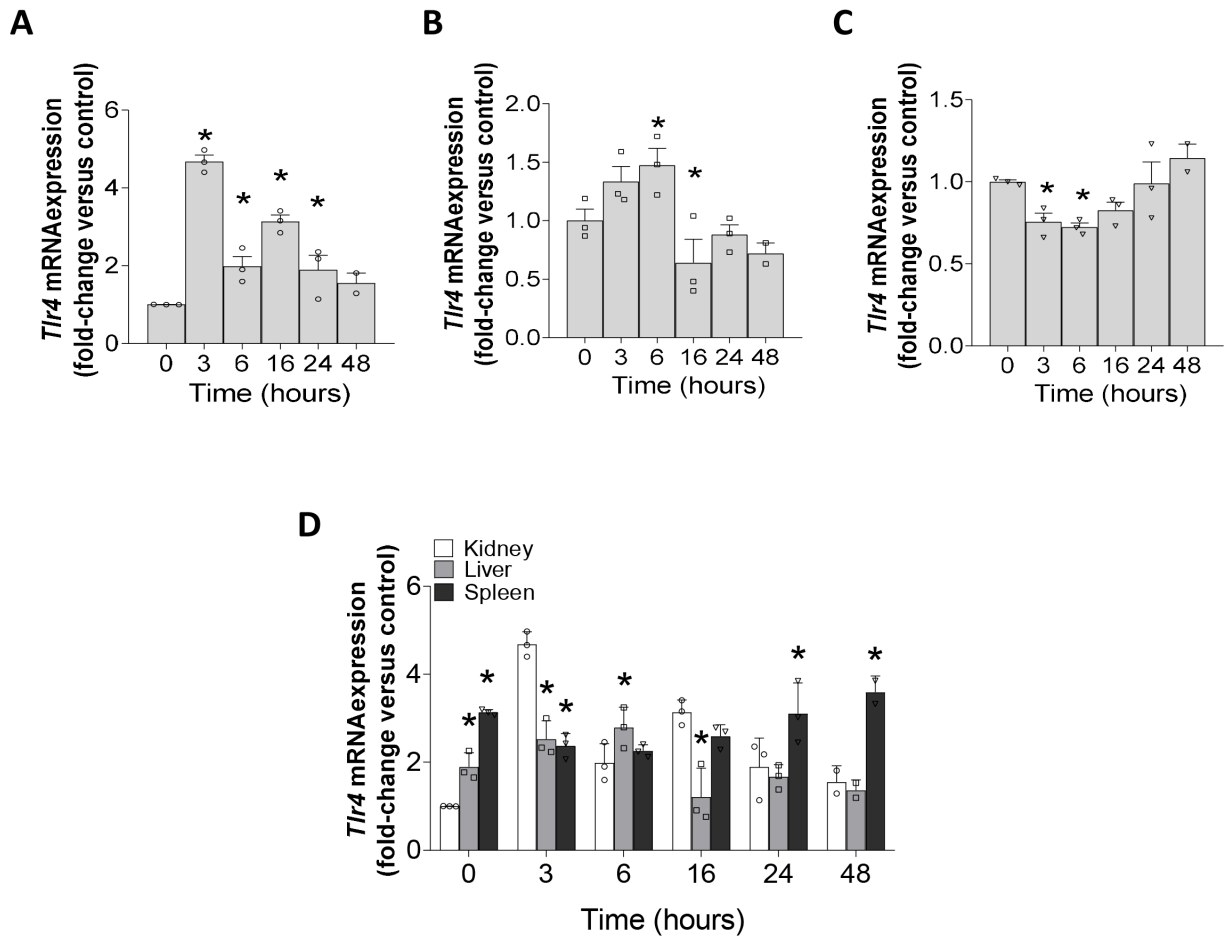 A
Tlr4 mRNAexpression
(fold-change versus control)
6
4
2
0
*
*
*
*
0 3 6 16 24 48
Time (hours)
B
Tlr4 mRNAexpression
(fold-change versus control)
2.0
1.5
1.0
0.5
0.0
*
*
0 3 6 16 24 48
Time (hours)
C
Tlr4 mRNAexpression
(fold-change versus control)
1.5
1.0
0.5
0.0
*
*
0 3 6 16 24 48
Time (hours)
D
Kidney
Liver
Spleen
Tlr4 mRNAexpression
(fold-change versus control)
6
4
2
0
*
*
*
*
*
*
*
*
0 3 6 16 24 48
Time (hours)